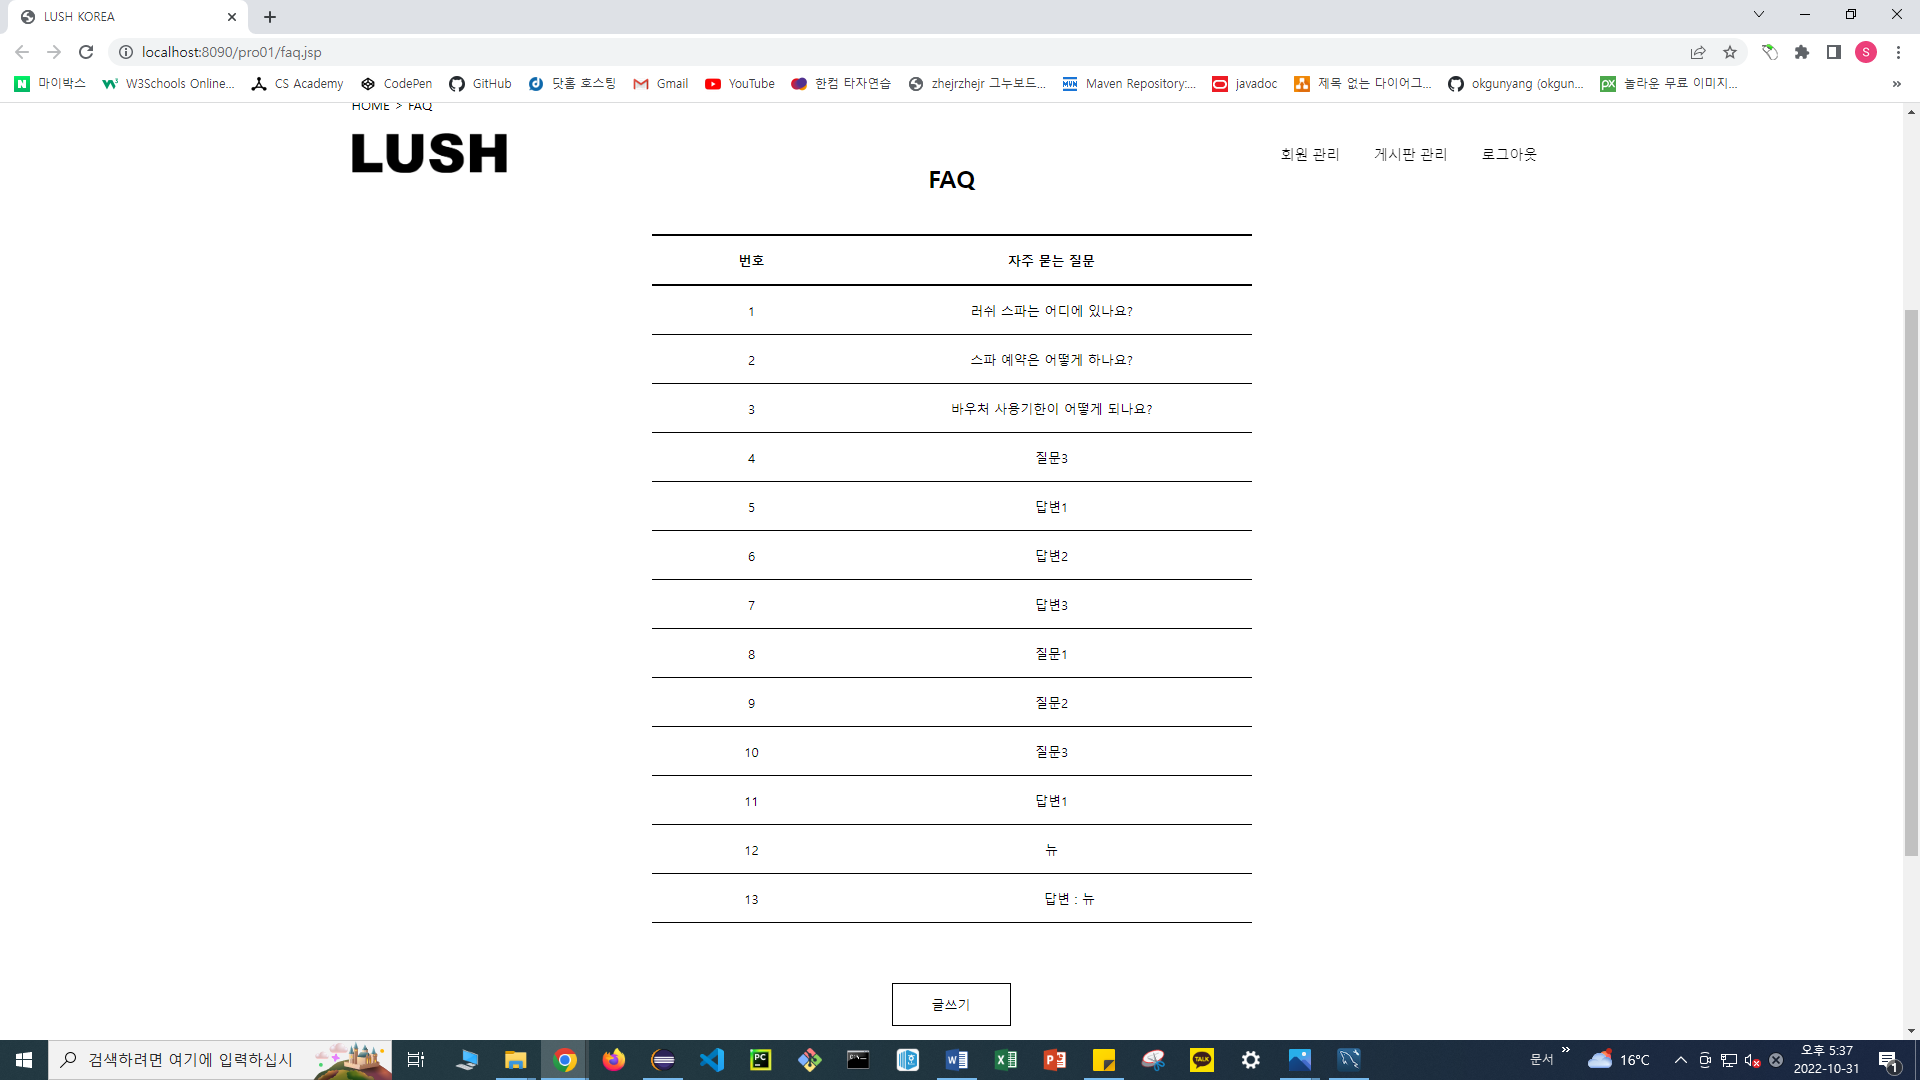 LUSH KOREA
localhost:8090/pro01/faq.jsp
S
마이박스 W3Schools Online... CS Academy CodePen GitHub 닷홈 호스팅 Gmail YouTube 한컴 타자연습 zhejrzhejr 그누보드... Maven Repository:... javadoc 제목 없는 다이어그... okgunyang (okgun... 놀라운 무료 이미지... »
HOME > FAQ
LUSH
회원 관리 게시판 관리 로그아웃
FAQ
번호 자주 묻는 질문
1 러쉬 스파는 어디에 있나요?
2 스파 예약은 어떻게 하나요?
3 바우처 사용기한이 어떻게 되나요?
4 질문3
5 답변1
6 답변2
7 답변3
8 질문1
9 질문2
10 질문3
11 답변1
12 뉴
13 답변 : 뉴
글쓰기
검색하려면 여기에 입력하십시
문서 » 16°C
오후 5:37
2022-10-31
1